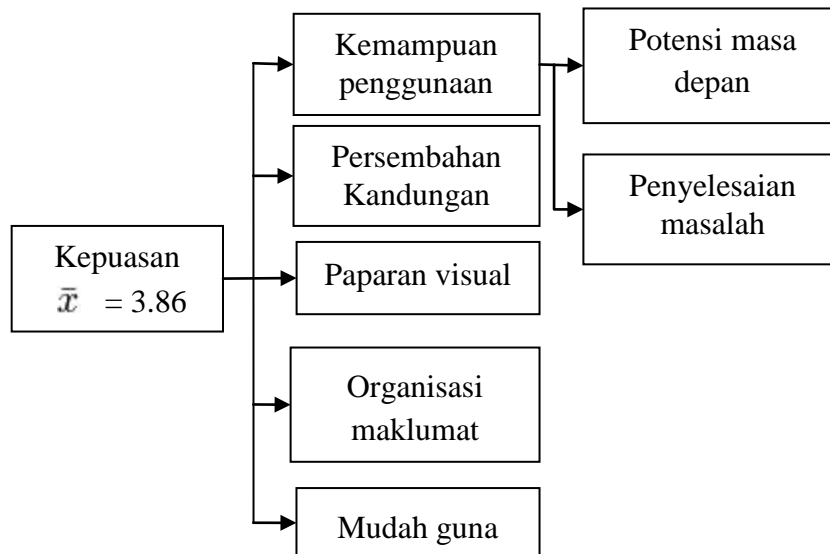 Kemampuan
penggunaan
Potensi masa
depan
Persembahan
Kandungan
Penyelesaian
masalah
Kepuasan
x̄ = 3.86
Paparan visual
Organisasi
maklumat
Mudah guna